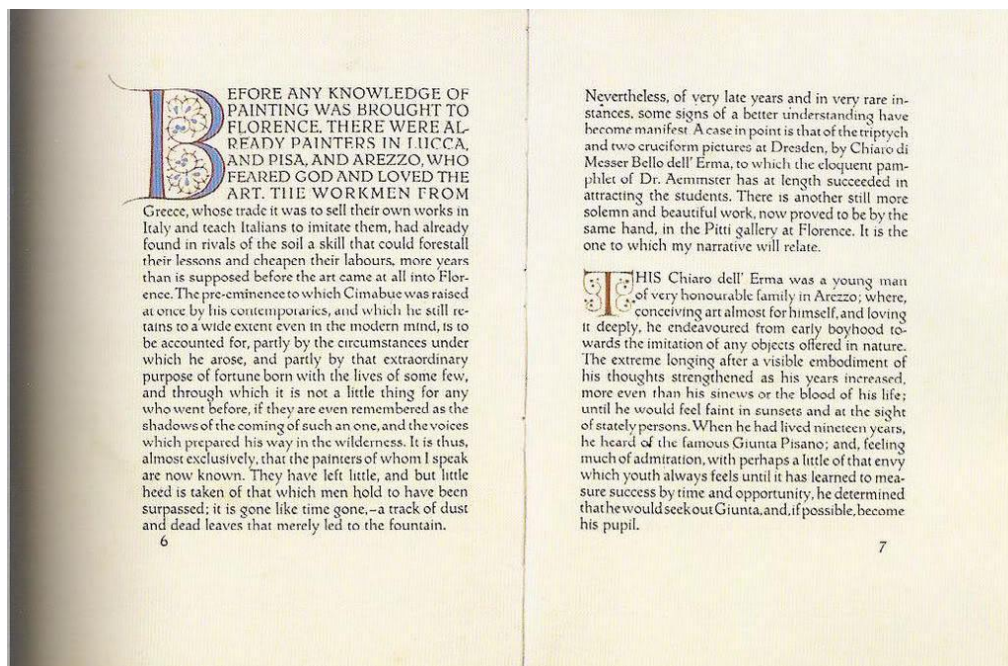 BEFORE ANY KNOWLEDGE OF
PAINTING WAS BROUGHT TO
FLORENCE, THERE WERE AL-
READY PAINTERS IN LUCCA,
AND PISA, AND AREZZO, WHO
FEARED GOD AND LOVED THE
ART. THE WORKMEN FROM
Greece, whose trade it was to sell their own works in
Italy and teach Italians to imitate them, had already
found in rivals of the soil a skill that could forestall
their lessons and cheapen their labours, more years
than is supposed before the art came at all into Flor-
ence. The pre-eminence to which Cimabue was raised
at once by his contemporaries, and which he still re-
tains to a wide extent even in the modern mind, is to
be accounted for, partly by the circumstances under
which he arose, and partly by that extraordinary
purpose of fortune born with the lives of some few,
and through which it is not a little thing for any
who went before, if they are even remembered as the
shadows of the coming of such an one, and the voices
which prepared his way in the wilderness. It is thus,
almost exclusively, that the painters of whom I speak
are now known. They have left little, and but little
heed is taken of that which men hold to have been
surpassed; it is gone like time gone,–a track of dust
and dead leaves that merely led to the fountain.
6
Nevertheless, of very late years and in very rare in-
stances, some signs of a better understanding have
become manifest. A case in point is that of the triptych
and two cruciform pictures at Dresden, by Chiaro di
Messer Bello dell' Erma, to which the eloquent pam-
phlet of Dr. Aemmster has at length succeeded in
attracting the students. There is another still more
solemn and beautiful work, now proved to be by the
same hand, in the Pitti gallery at Florence. It is the
one to which my narrative will relate.
THIS Chiaro dell' Erma was a young man
of very honourable family in Arezzo; where,
conceiving art almost for himself, and loving
it deeply, he endeavoured from early boyhood to-
wards the imitation of any objects offered in nature.
The extreme longing after a visible embodiment of
his thoughts strengthened as his years increased,
more even than his sinews or the blood of his life;
until he would feel faint in sunsets and at the sight
of stately persons. When he had lived nineteen years,
he heard of the famous Giunta Pisano; and, feeling
much of admiration, with perhaps a little of that envy
which youth always feels until it has learned to mea-
sure success by time and opportunity, he determined
that he would seek out Giunta, and, if possible, become
his pupil.
7